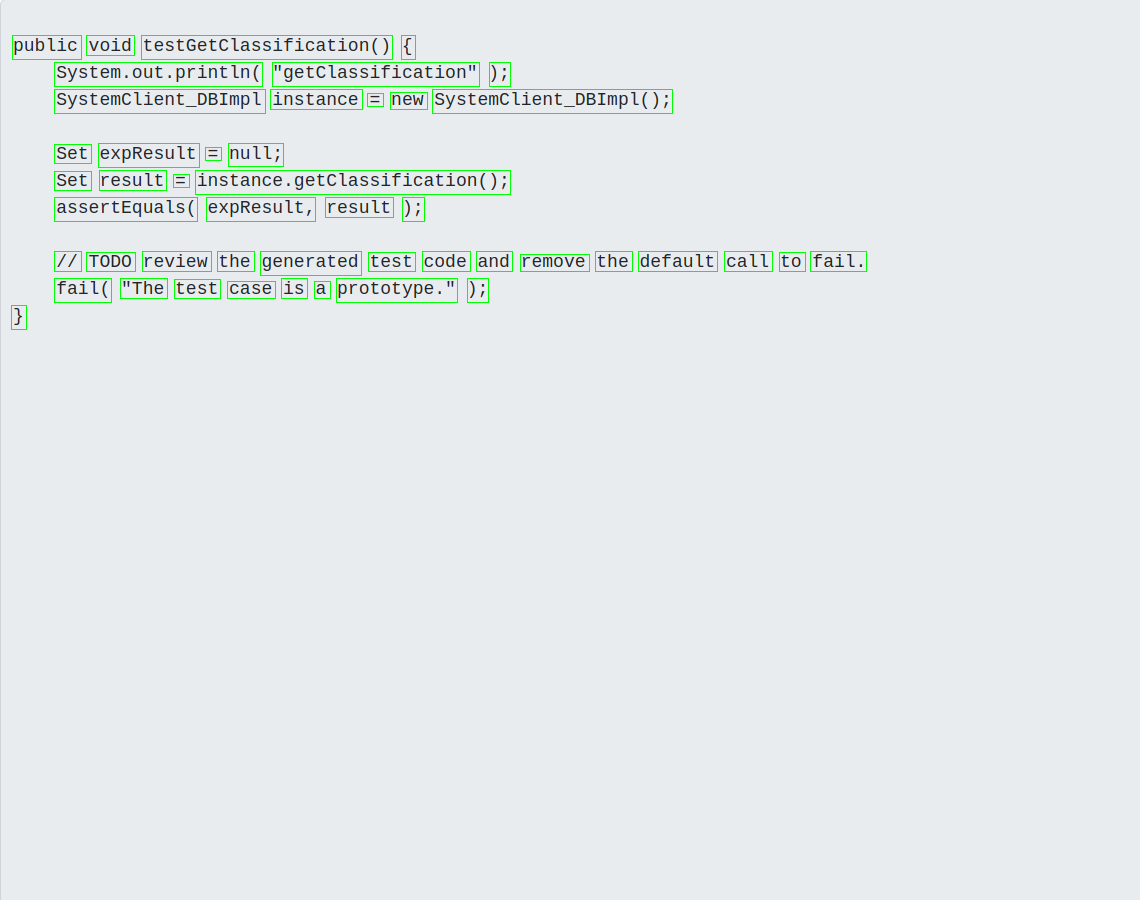 public void testGetClassification() {
    System.out.println( "getClassification" );
    SystemClient_DBImpl instance = new SystemClient_DBImpl();

    Set expResult = null;
    Set result = instance.getClassification();
    assertEquals( expResult, result );

    // TODO review the generated test code and remove the default call to fail.
    fail( "The test case is a prototype." );
}